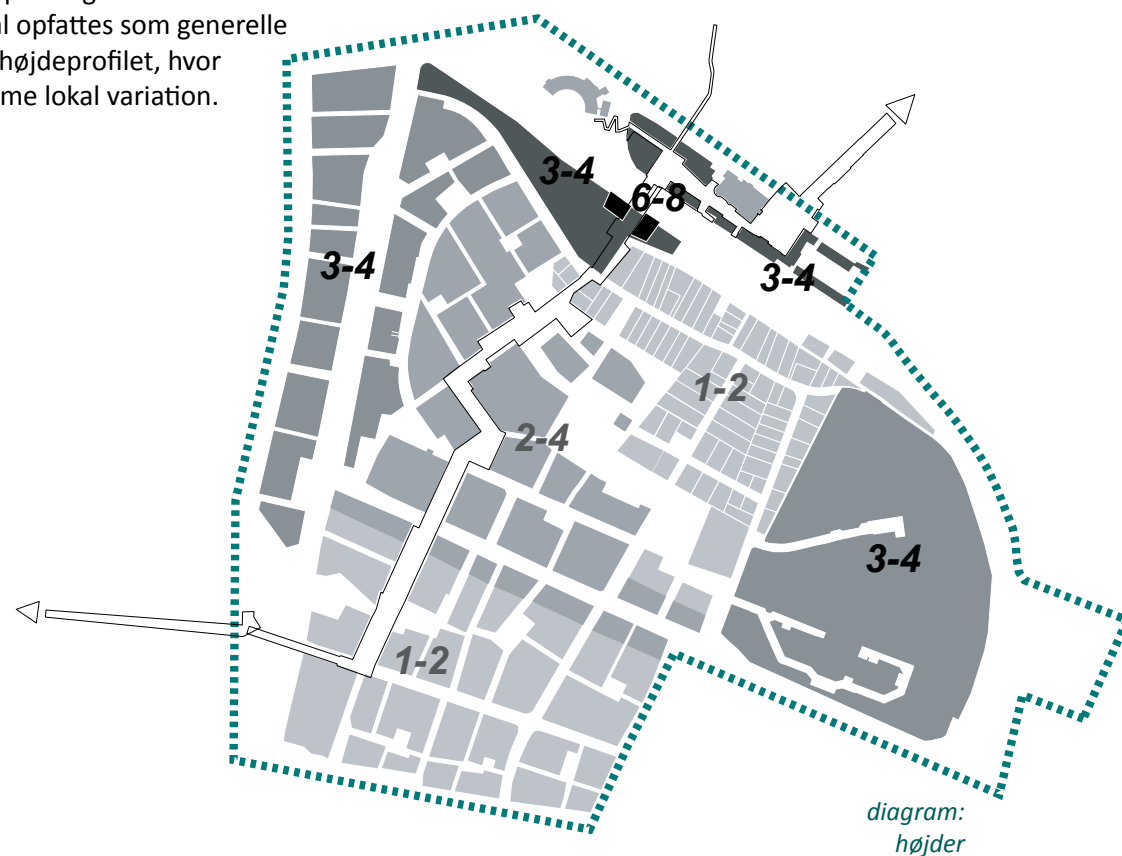 al opfattes som generelle
højdeprofilet, hvor
me lokal variation.
3-4
6-8
3-4
3-4
1-2
2-4
3-4
1-2
diagram:
højder